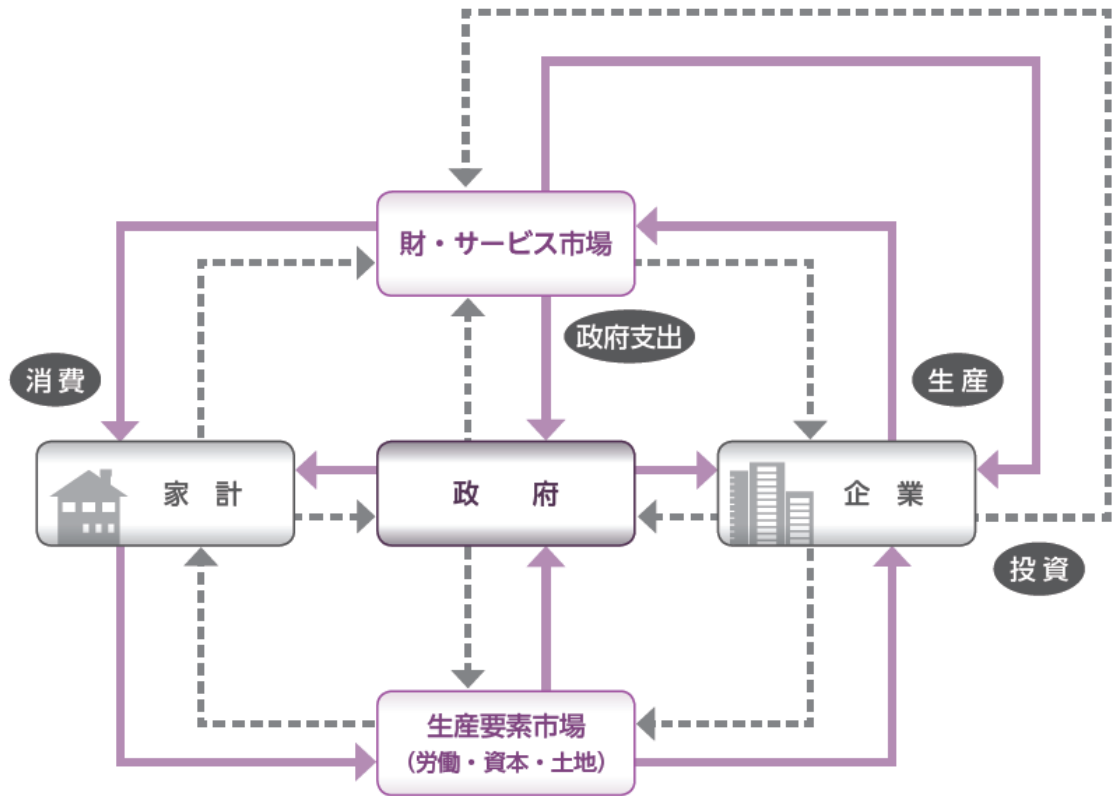 財・サービス市場
政府支出
消費
生産
家計
政府
企業
投資
生産要素市場
（労働・資本・土地）